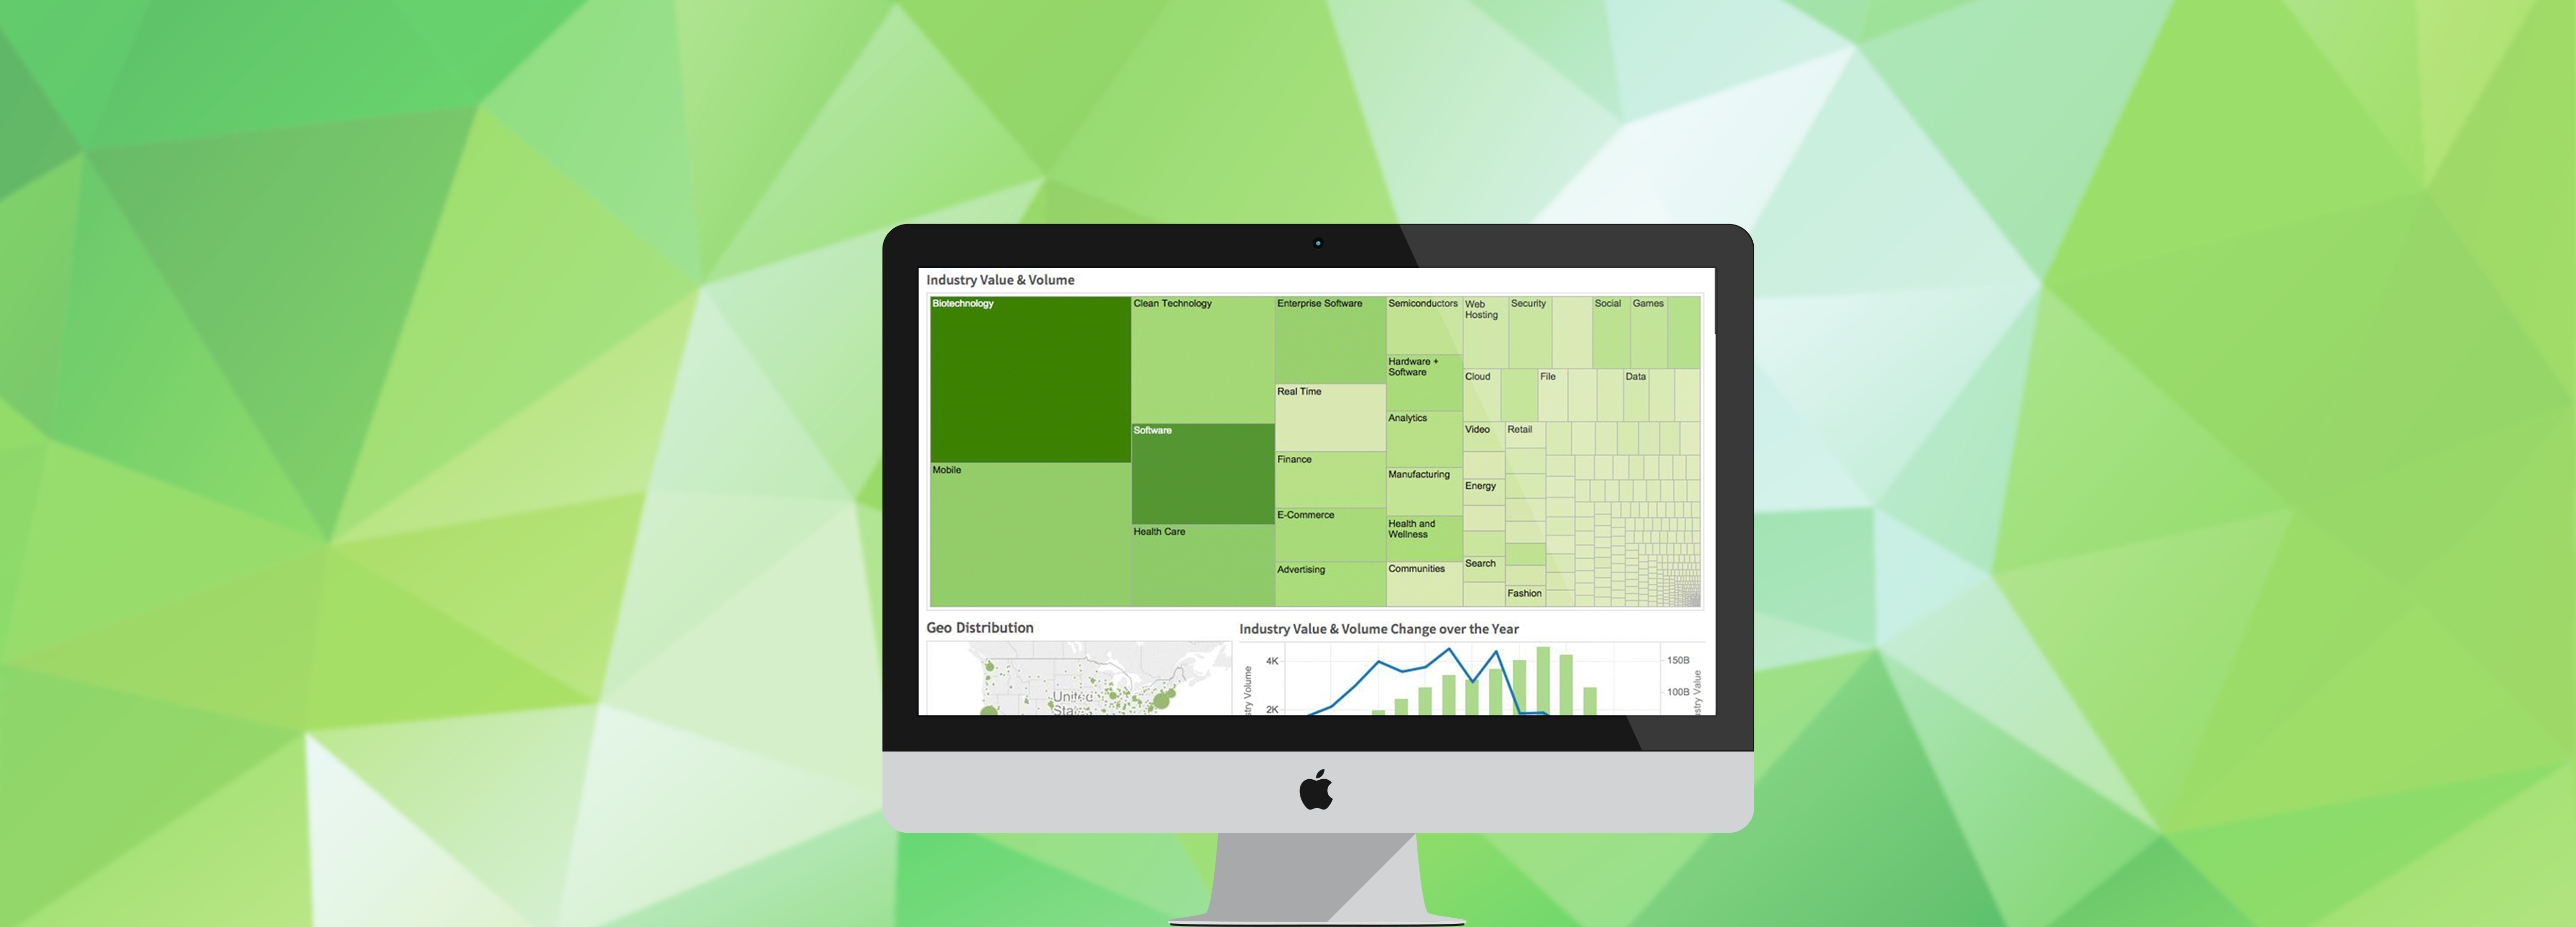 Industry Value & Volume
Biotechnology
Mobile
Clean Technology
Software
Health Care
Enterprise Software
Real Time
Finance
E-Commerce
Advertising
Semiconductors
Hardware +
Software
Analytics
Manufacturing
Health and
Wellness
Communities
Web
Hosting
Security
Social
Games
Cloud
File
Data
Video
Retail
Energy
Search
Fashion
Geo Distribution
United
Sta
Industry Value & Volume Change over the Year
4K
2K
stry Volume
150B
100B
stry Value